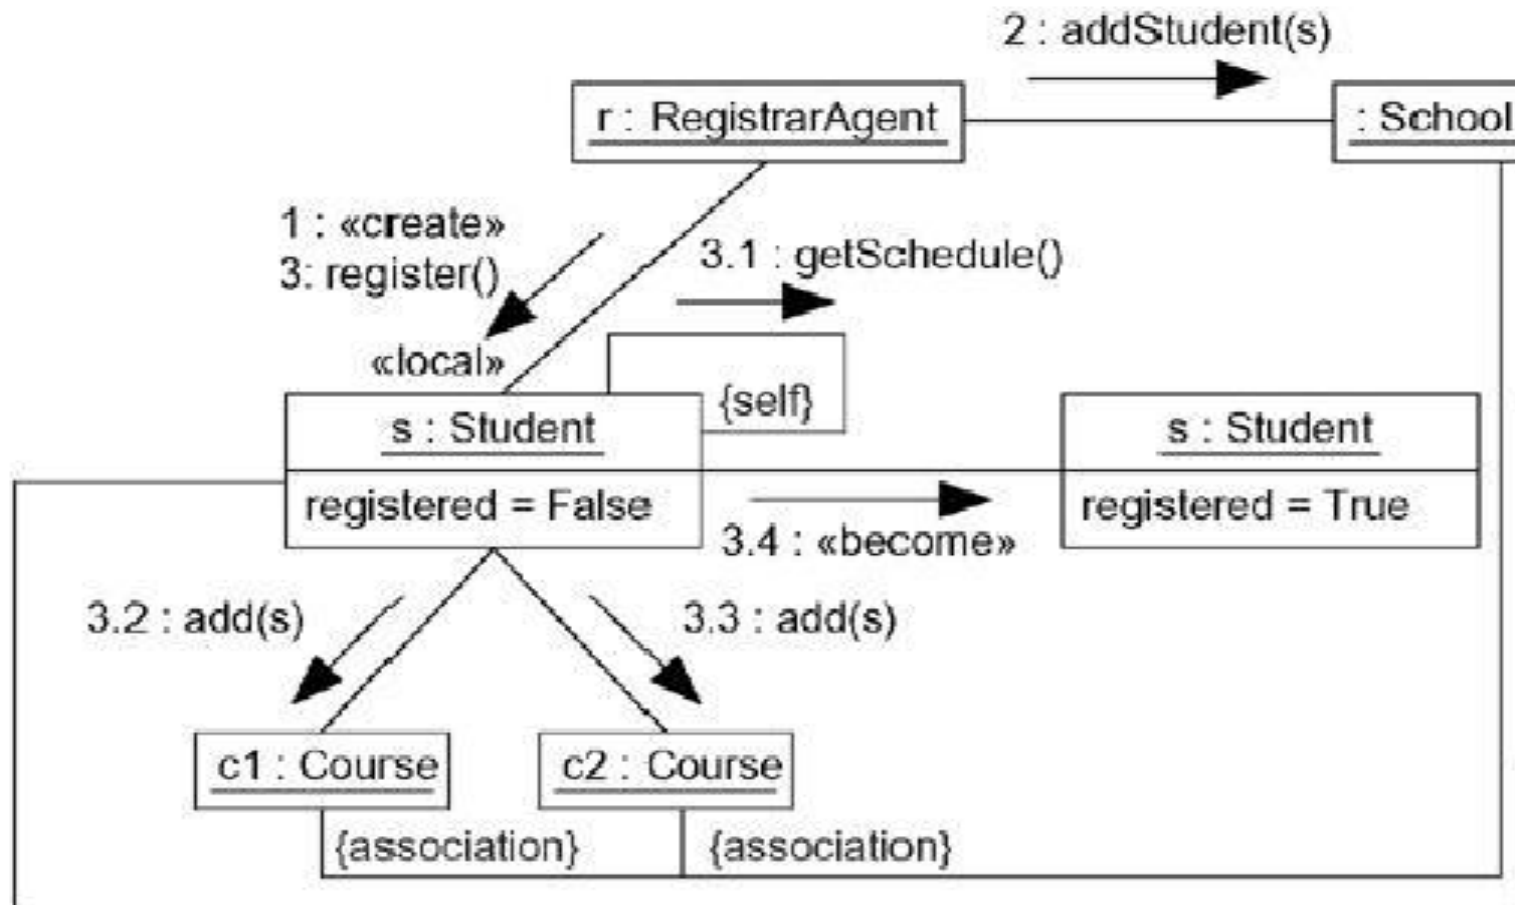 2 : addStudent(s)
r : RegistrarAgent
: School
1 : «create»
3: register()
3.1 : getSchedule()
«local»
{self}
s : Student
registered = False
s : Student
registered = True
3.4 : «become»
3.2 : add(s)
3.3 : add(s)
c1 : Course
c2 : Course
{association}
{association}